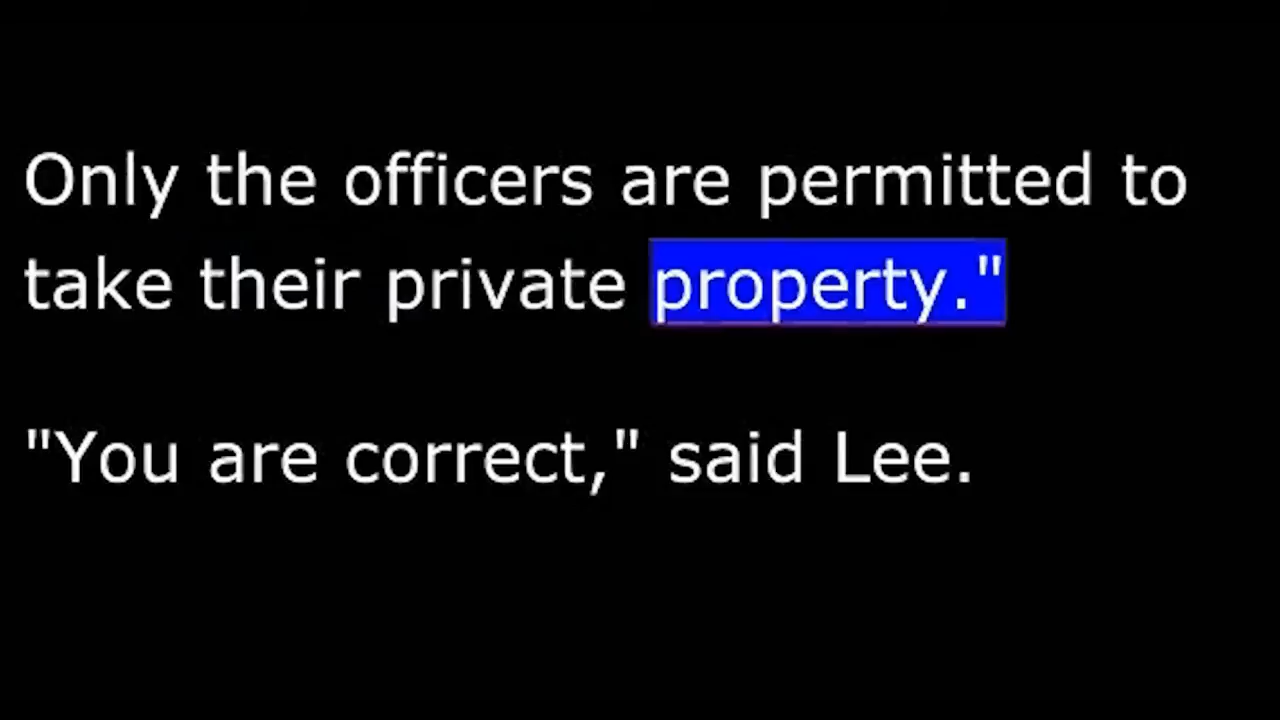 Only the officers are permitted to
take their private property."
"You are correct," said Lee.